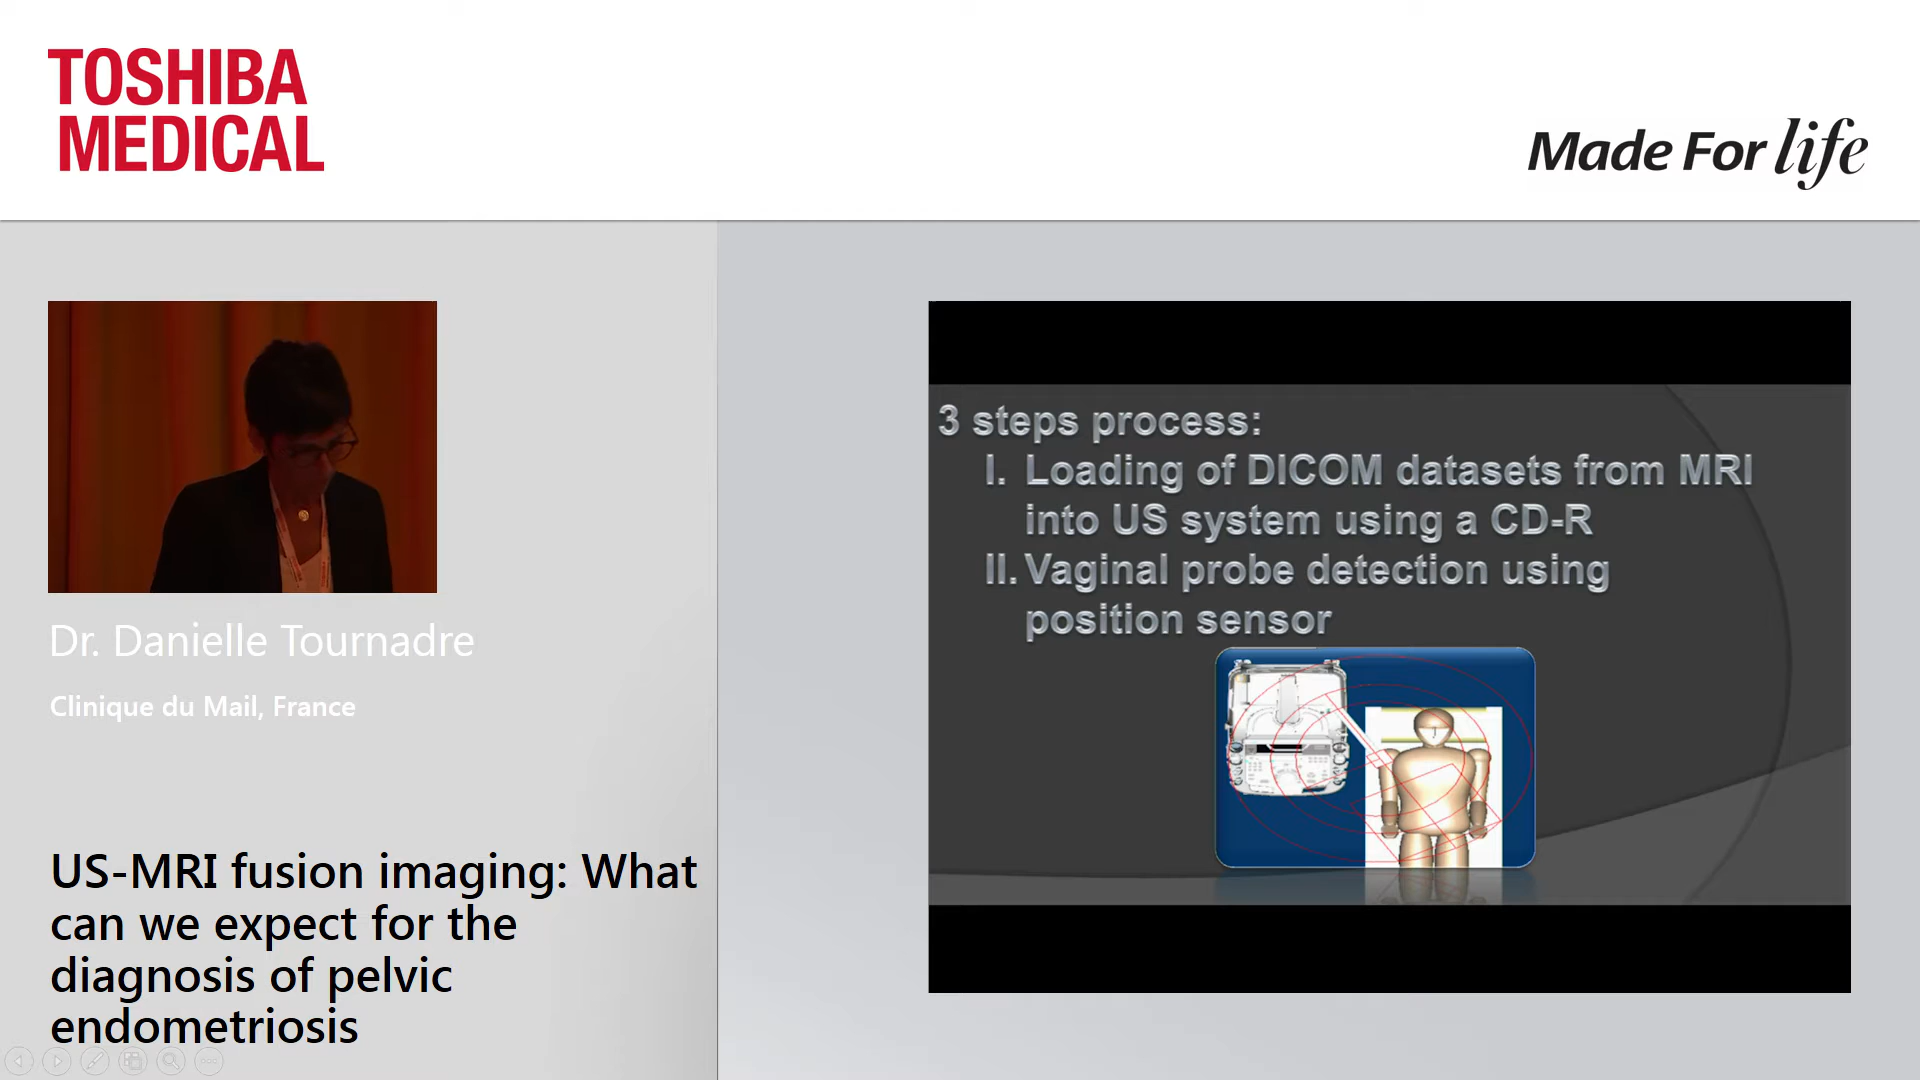 TOSHIBA
MEDICAL
Made For life
Dr. Danielle Tournadre
Clinique du Mail, France
US-MRI fusion imaging: What
can we expect for the
diagnosis of pelvic
endometriosis
3 steps process:
I. Loading of DICOM datasets from MRI
into US system using a CD-R
II. Vaginal probe detection using
position sensor